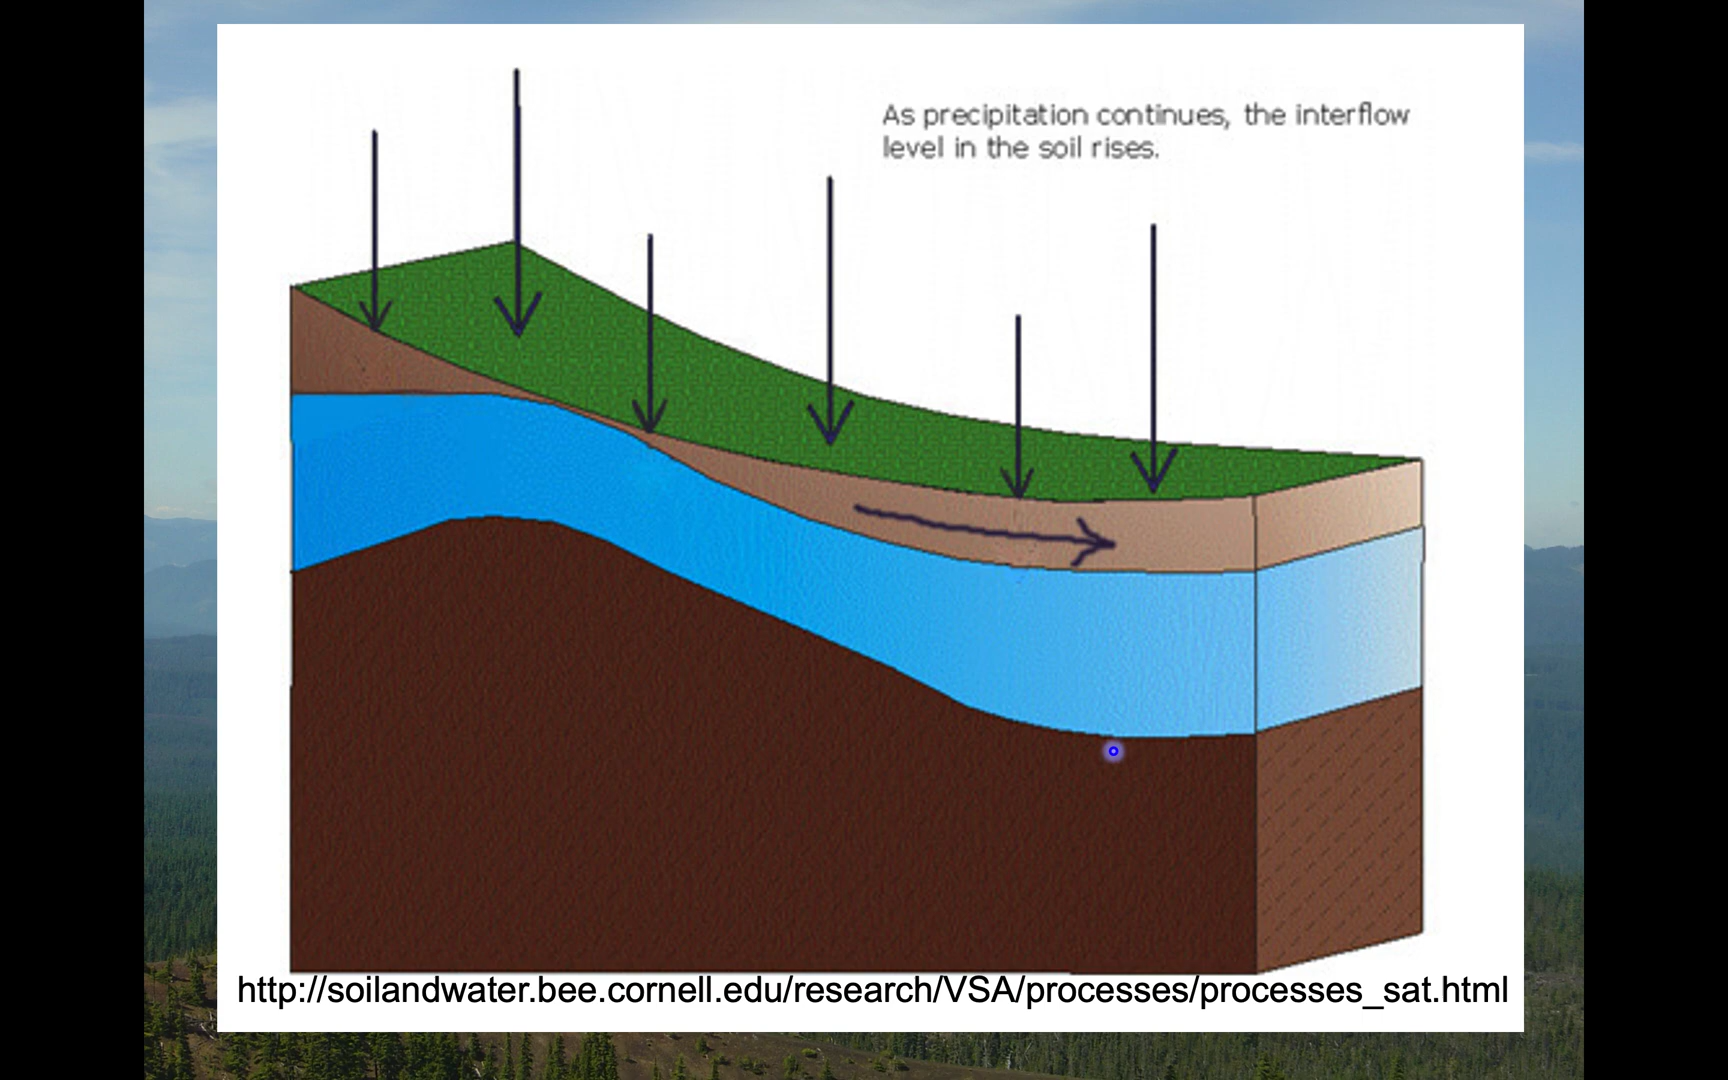 As precipitation continues, the interflow
level in the soil rises.
http://soilandwater.bee.cornell.edu/research/VSA/processes/processes_sat.html